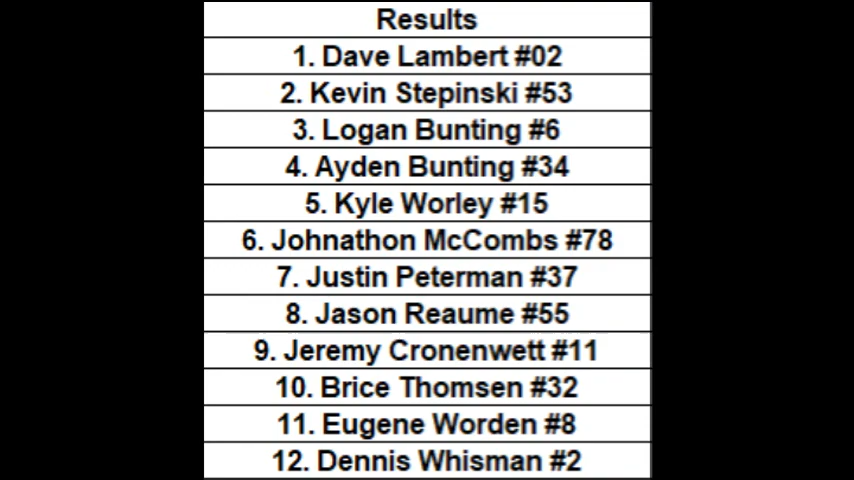 Results
1. Dave Lambert #02
2. Kevin Stepinski #53
3. Logan Bunting #6
4. Ayden Bunting #34
5. Kyle Worley #15
6. Johnathon McCombs #78
7. Justin Peterman #37
8. Jason Reaume #55
9. Jeremy Cronenwett #11
10. Brice Thomsen #32
11. Eugene Worden #8
12. Dennis Whisman #2